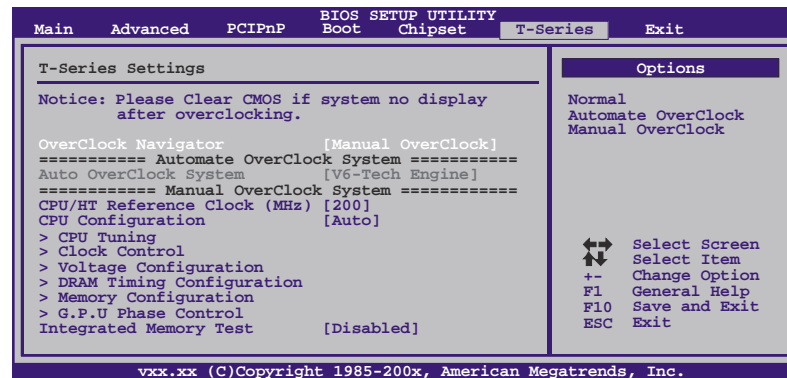 BIOS SETUP UTILITY
Main Advanced PCIPnP Boot Chipset T-Series Exit
T-Series Settings
Notice: Please Clear CMOS if system no display
after overclocking.
OverClock Navigator [Manual OverClock]
=========== Automate OverClock System ===========
Auto OverClock System [V6-Tech Engine]
============ Manual OverClock System ============
CPU/HT Reference Clock (MHz) [200]
CPU Configuration [Auto]
> CPU Tuning
> Clock Control
> Voltage Configuration
> DRAM Timing Configuration
> Memory Configuration
> G.P.U Phase Control
Integrated Memory Test [Disabled]
Options
Normal
Automate OverClock
Manual OverClock
Select Screen
Select Item
+- Change Option
F1 General Help
F10 Save and Exit
ESC Exit
vxx.xx (C)Copyright 1985-200x, American Megatrends, Inc.